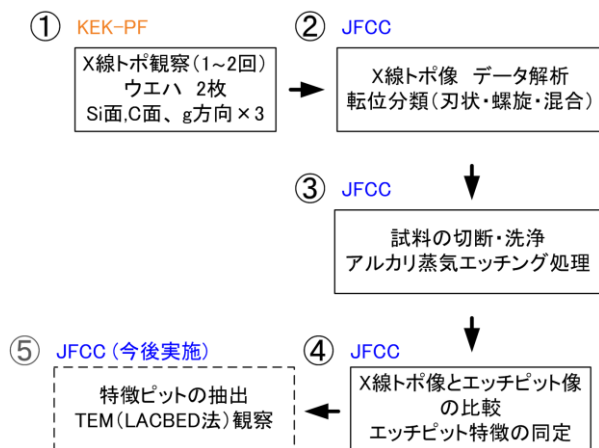 ① KEK-PF
X線トポ観察(1~2回)
ウエハ 2枚
Si面,C面、g方向×3
② JFCC
X線トポ像 データ解析
転位分類(刃状・螺旋・混合)
③ JFCC
試料の切断・洗浄
アルカリ蒸気エッチング処理
④ JFCC
X線トポ像とエッチピット像
の比較
エッチピット特徴の同定
⑤ JFCC (今後実施)
特徴ピットの抽出
TEM(LACBED法)観察